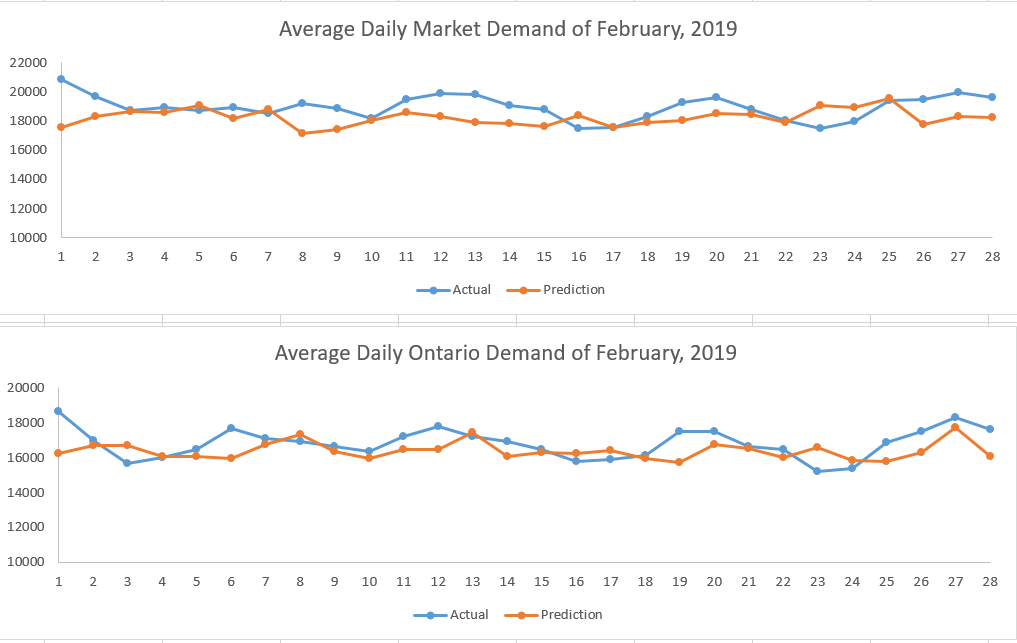 Average Daily Market Demand of February, 2019
22000
20000
18000
16000
14000
12000
10000
1 2 3 4 5 6 7 8 9 10 11 12 13 14 15 16 17 18 19 20 21 22 23 24 25 26 27 28
Actual Prediction
Average Daily Ontario Demand of February, 2019
20000
18000
16000
14000
12000
10000
1 2 3 4 5 6 7 8 9 10 11 12 13 14 15 16 17 18 19 20 21 22 23 24 25 26 27 28
Actual Prediction